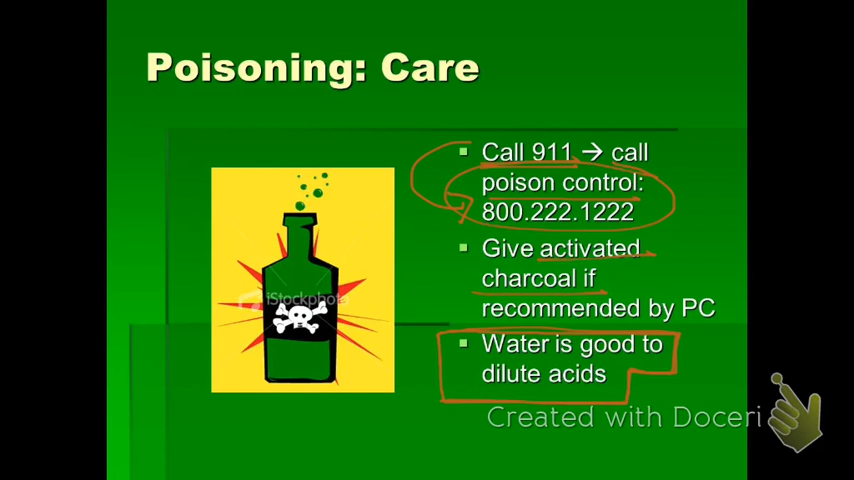 Poisoning: Care
Call 911 → call
poison control:
800.222.1222
Give activated
charcoal if
recommended by PC
Water is good to
dilute acids
iStockphoto
Created with Doceri